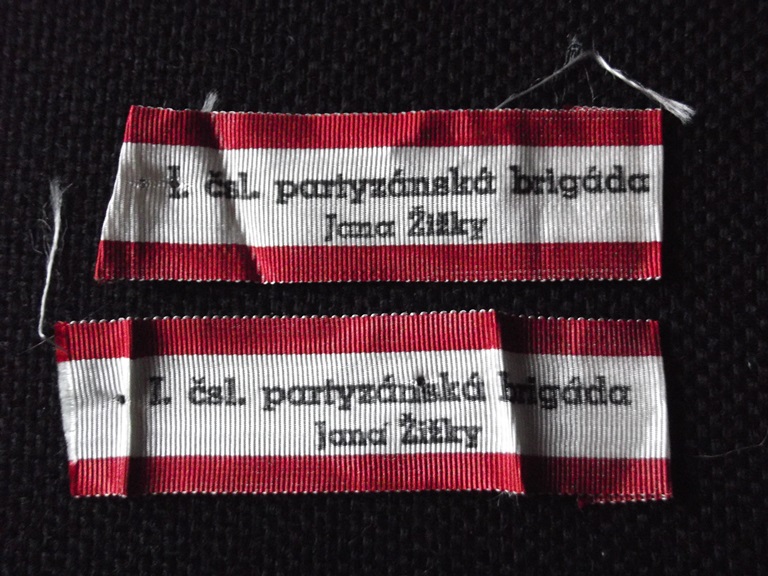 I. čsl. partyzánská brigáda
Jana Žižky
I. čsl. partyzánská brigáda
Jana Žižky